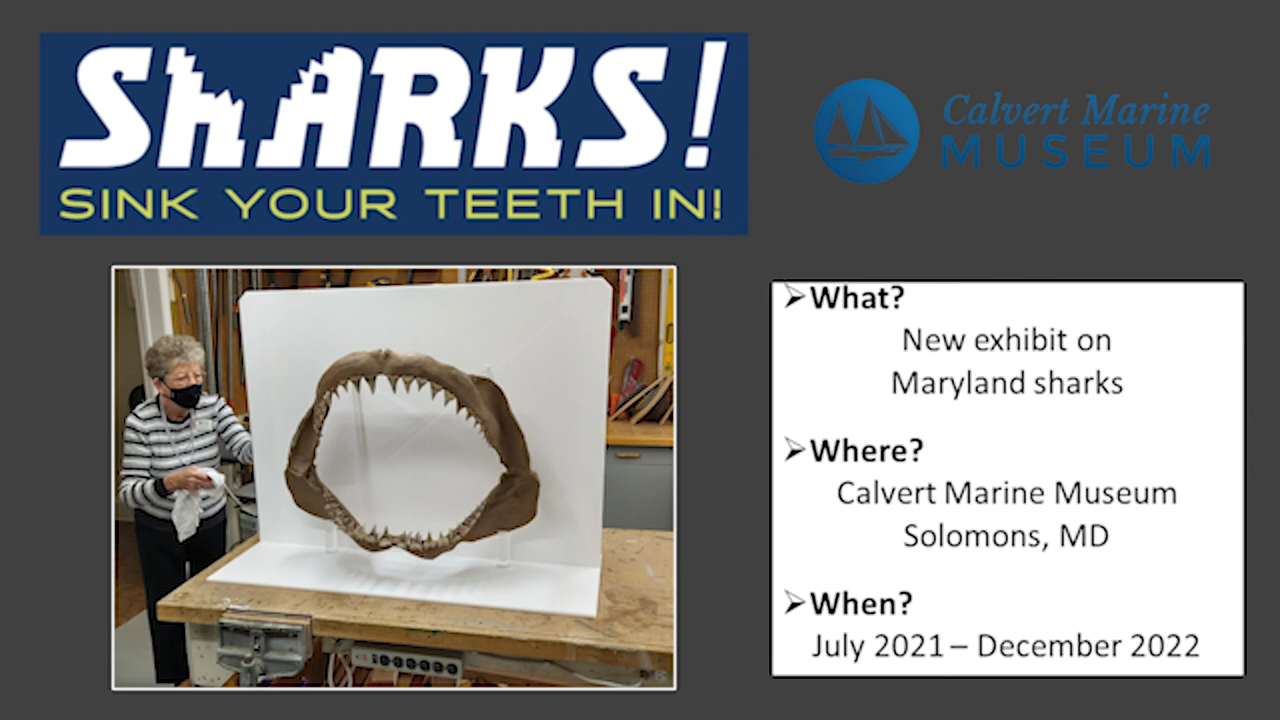 SHARKS!
SINK YOUR TEETH IN!
Calvert Marine
MUSEUM
➢What?
New exhibit on
Maryland sharks
➢Where?
Calvert Marine Museum
Solomons, MD
➢When?
July 2021 – December 2022